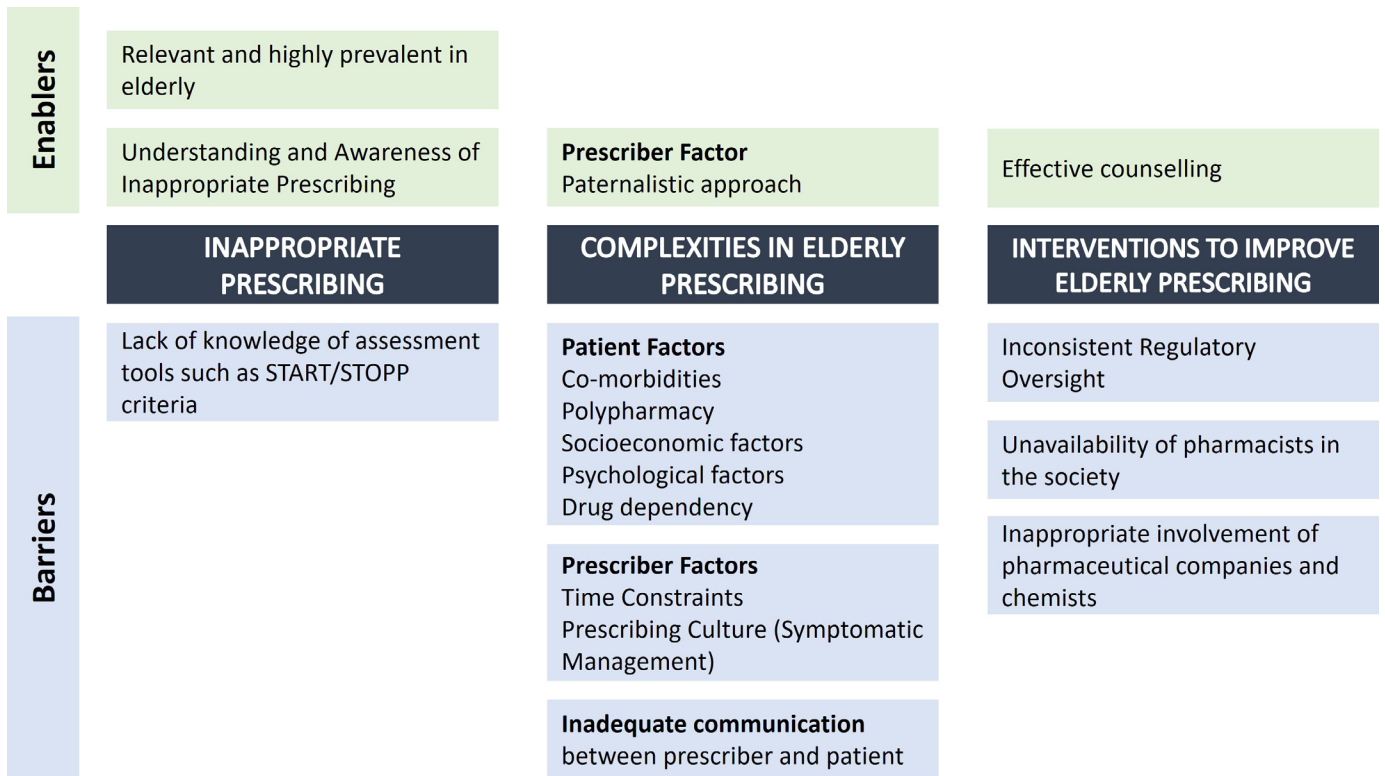 Enablers
Relevant and highly prevalent in
elderly
Understanding and Awareness of
Inappropriate Prescribing
Prescriber Factor
Paternalistic approach
Effective counselling
INAPPROPRIATE
PRESCRIBING
COMPLEXITIES IN ELDERLY
PRESCRIBING
INTERVENTIONS TO IMPROVE
ELDERLY PRESCRIBING
Barriers
Lack of knowledge of assessment
tools such as START/STOPP
criteria
Patient Factors
Co-morbidities
Polypharmacy
Socioeconomic factors
Psychological factors
Drug dependency
Prescriber Factors
Time Constraints
Prescribing Culture (Symptomatic
Management)
Inadequate communication
between prescriber and patient
Inconsistent Regulatory
Oversight
Unavailability of pharmacists in
the society
Inappropriate involvement of
pharmaceutical companies and
chemists